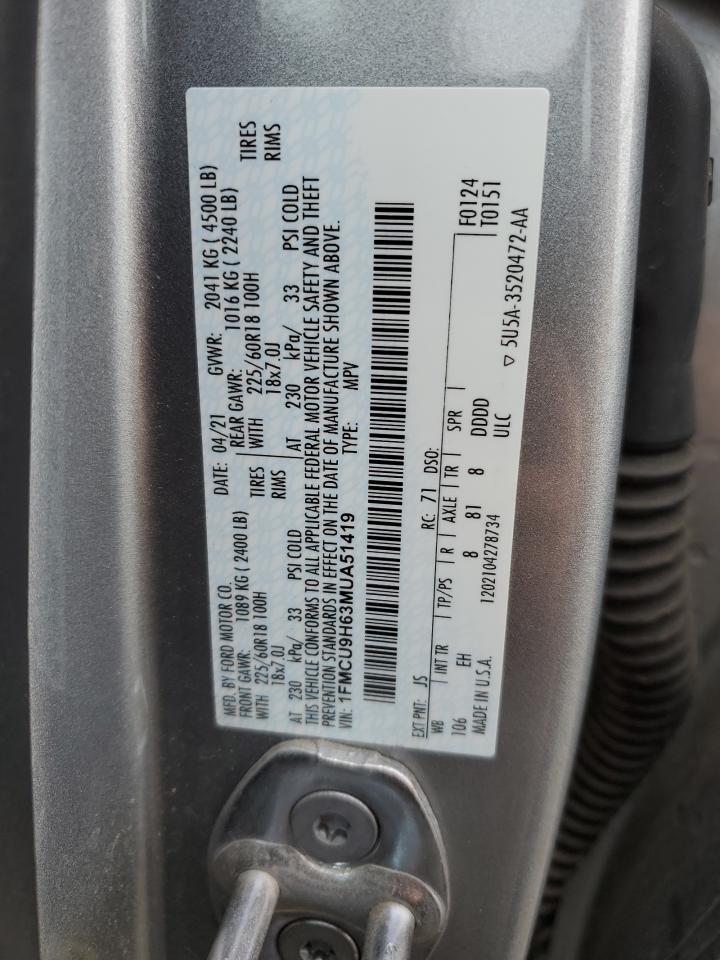 MFD. BY FORD MOTOR CO. DATE: 04/21 GVWR: 2041 KG ( 4500 LB)
FRONT GAWR: 1089 KG ( 2400 LB) REAR GAWR: 1016 KG ( 2240 LB)
WITH 225/60R18 100H TIRES WITH 225/60R18 100H TIRES
18x7.0J RIMS 18x7.0J RIMS
AT 230 kPa/ 33 PSI COLD AT 230 kPa/ 33 PSI COLD
THIS VEHICLE CONFORMS TO ALL APPLICABLE FEDERAL MOTOR VEHICLE SAFETY AND THEFT
PREVENTION STANDARDS IN EFFECT ON THE DATE OF MANUFACTURE SHOWN ABOVE.
VIN: 1FMCU9H63MUA51419 TYPE: MPV
EXT PNT: JS RC: 71 DSO: F0124
WB INT TR TP/PS R AXLE TR SPR T0151
106 EH 8 81 8 DDDD ▽ 5U5A-3520472-AA
MADE IN U.S.A. 1202104278734 ULC